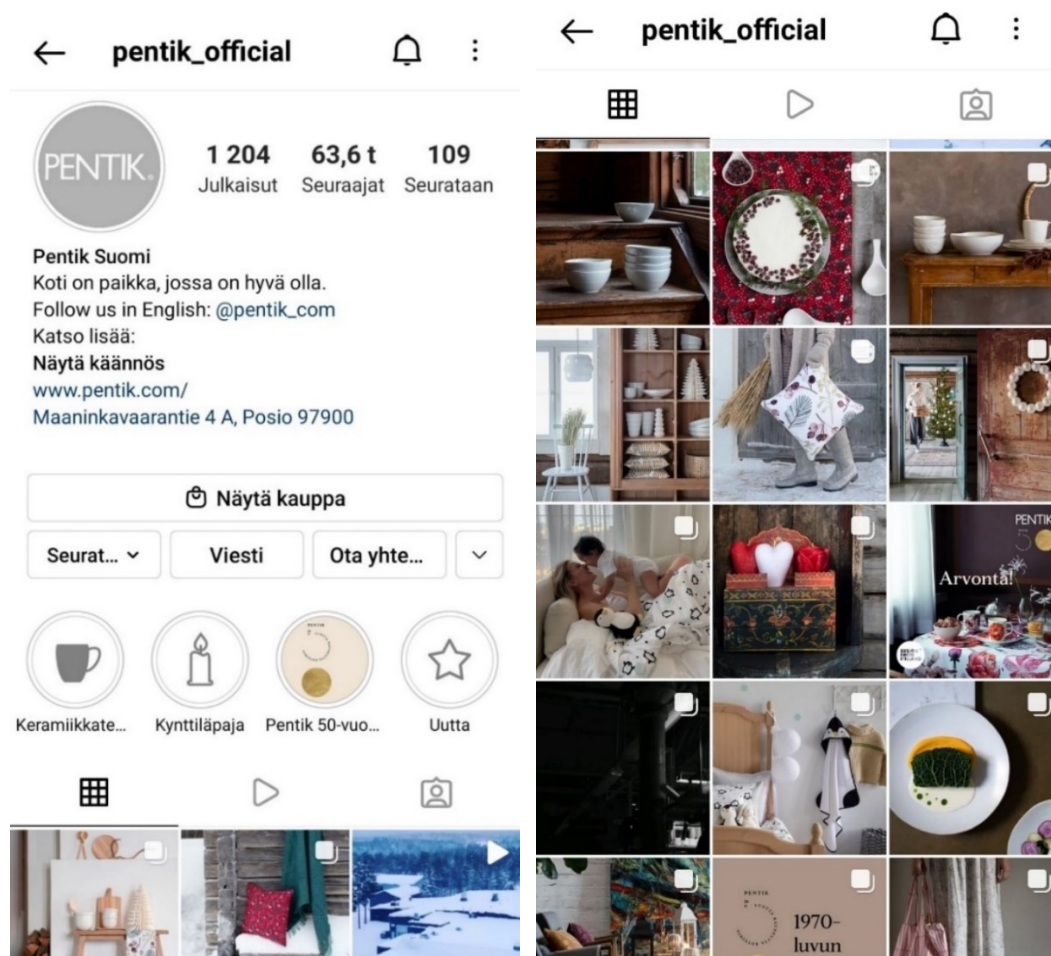 pentik_official
PENTIK.
1 204 63,6 t 109
Julkaisut Seuraajat Seurataan
Pentik Suomi
Koti on paikka, jossa on hyvä olla.
Follow us in English: @pentik_com
Katso lisää:
Näytä käännös
www.pentik.com/
Maaninkavaarantie 4 A, Posio 97900
Näytä kauppa
Seurat... Viesti Ota yhte...
PENTIK
Keramiikkate... Kynttiläpaja Pentik 50-vuo... Uutta
pentik_official
PENTIK
Arvonta!
PENTIK
1970-
luvun